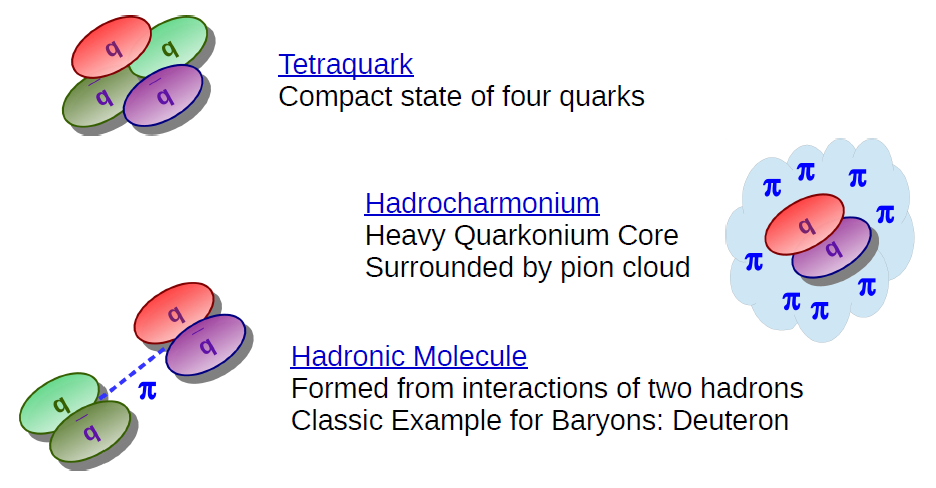 q q
q̅ q̅
Tetraquark
Compact state of four quarks
π π π
π
π
π
π π
π
q
q
Hadrocharmonium
Heavy Quarkonium Core
Surrounded by pion cloud
q
q̅
π
q
q̅
Hadronic Molecule
Formed from interactions of two hadrons
Classic Example for Baryons: Deuteron